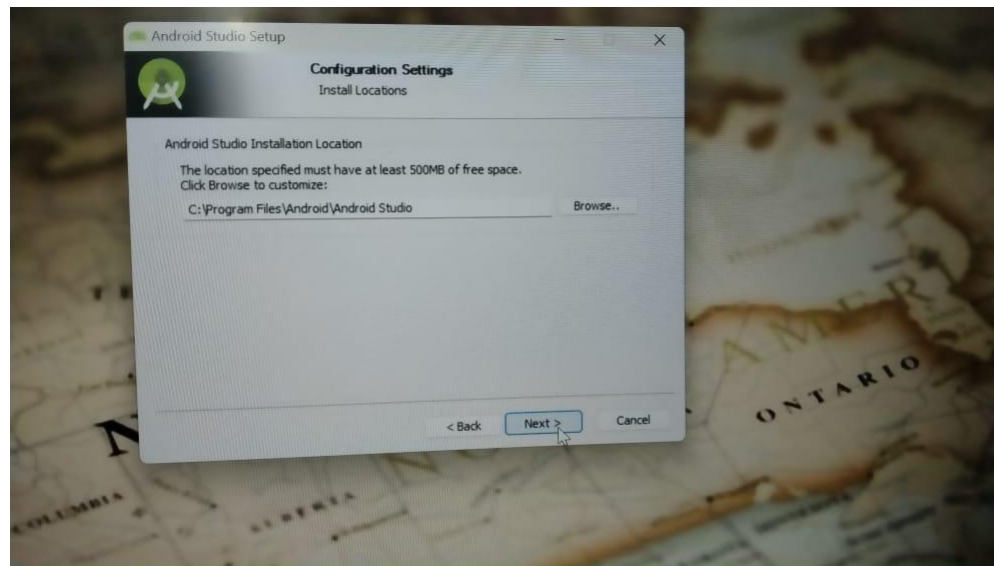 Android Studio Setup
Configuration Settings
Install Locations
Android Studio Installation Location
The location specified must have at least 500MB of free space.
Click Browse to customize:
C:\Program Files\Android\Android Studio
Browse..
< Back
Next >
Cancel
ONTARIO